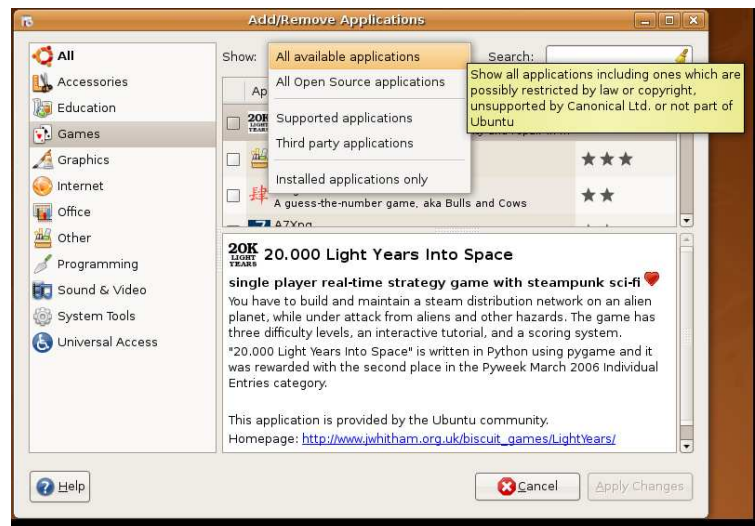 Add/Remove Applications
All
Accessories
Education
Games
Graphics
Internet
Office
Other
Programming
Sound & Video
System Tools
Universal Access
Show:
All available applications
All Open Source applications
Supported applications
Third party applications
Installed applications only
Search:
Show all applications including ones which are
possibly restricted by law or copyright,
unsupported by Canonical Ltd. or not part of
Ubuntu
Ap
20K
肆
A guess-the-number game, aka Bulls and Cows
A7Xpg
20K
LIGHT
YEARS
20.000 Light Years Into Space
single player real-time strategy game with steampunk sci-fi
You have to build and maintain a steam distribution network on an alien
planet, while under attack from aliens and other hazards. The game has
three difficulty levels, an interactive tutorial, and a scoring system.
"20.000 Light Years Into Space" is written in Python using pygame and it
was rewarded with the second place in the Pyweek March 2006 Individual
Entries category.
This application is provided by the Ubuntu community.
Homepage: http://www.jwhitham.org.uk/biscuit_games/LightYears/
Help
Cancel
Apply Changes